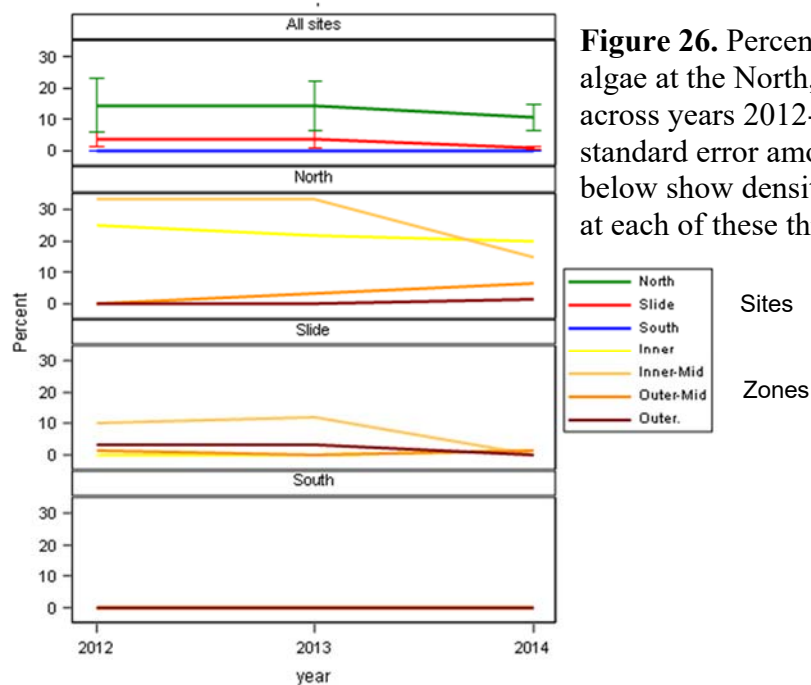 All sites
30
20
10
0
North
30
20
10
0
Slide
30
20
10
0
South
30
20
10
0
Percent
2012
2013
2014
year
Figure 26. Percen
algae at the North,
across years 2012-
standard error amo
below show densit
at each of these th
North
Slide
South
Inner
Inner-Mid
Outer-Mid
Outer.
Sites
Zones